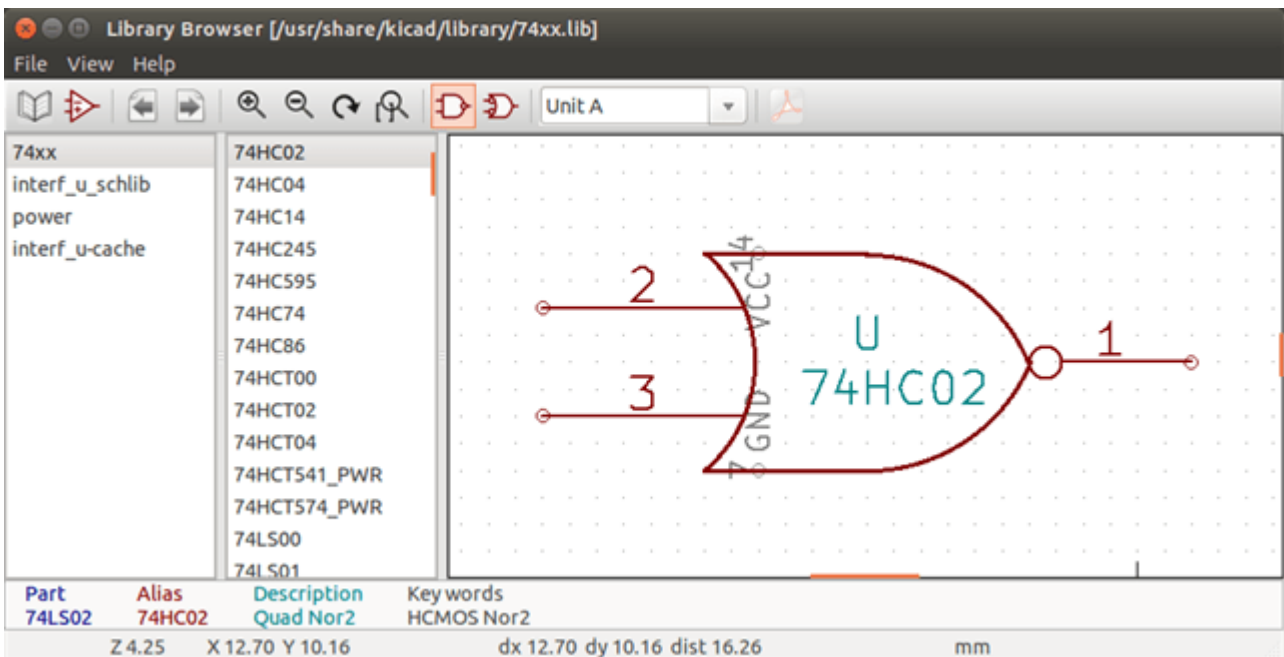 Library Browser [/usr/share/kicad/library/74xx.lib]
File View Help
Unit A
74xx
interf_u_schlib
power
interf_u-cache
74HC02
74HC04
74HC14
74HC245
74HC595
74HC74
74HC86
74HCT00
74HCT02
74HCT04
74HCT541_PWR
74HCT574_PWR
74LS00
74LS01
14
VCC
2
U
1
74HC02
3
GND
7
Part Alias Description Key words
74LS02 74HC02 Quad Nor2 HCMOS Nor2
Z 4.25 X 12.70 Y 10.16 dx 12.70 dy 10.16 dist 16.26 mm